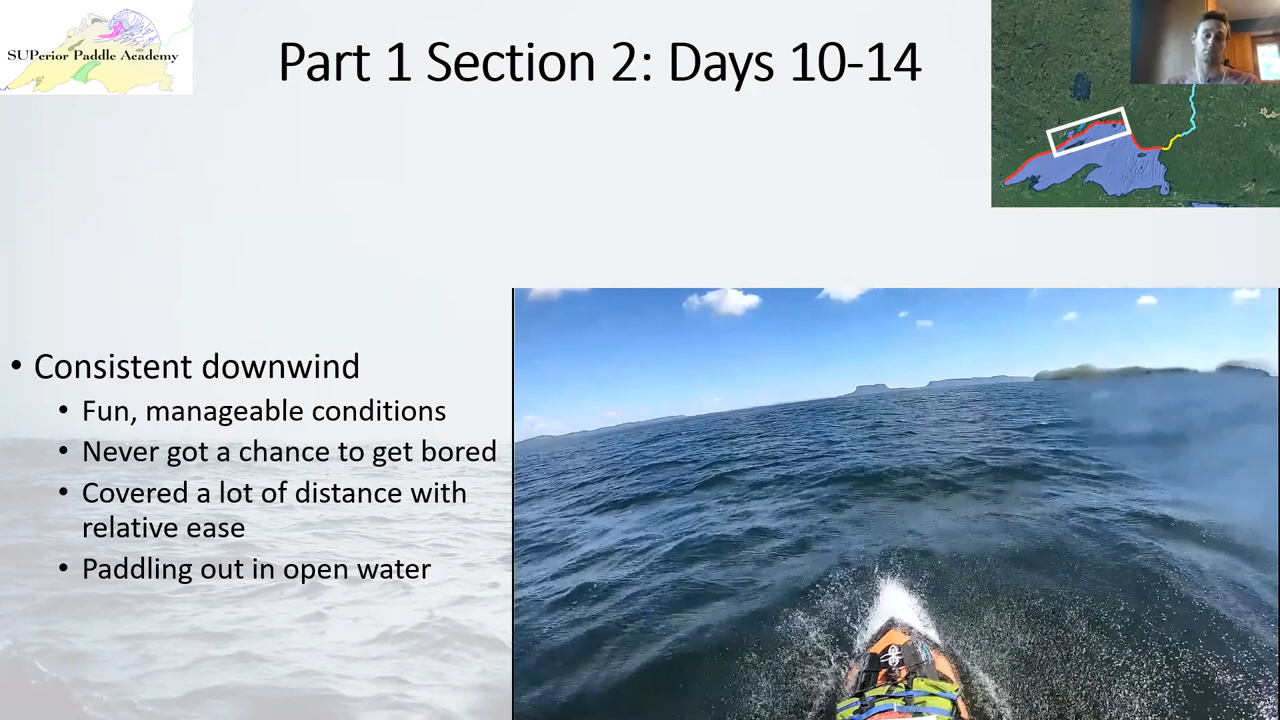 SUPerior Paddle Academy
Part 1 Section 2: Days 10-14
• Consistent downwind
• Fun, manageable conditions
• Never got a chance to get bored
• Covered a lot of distance with
relative ease
• Paddling out in open water